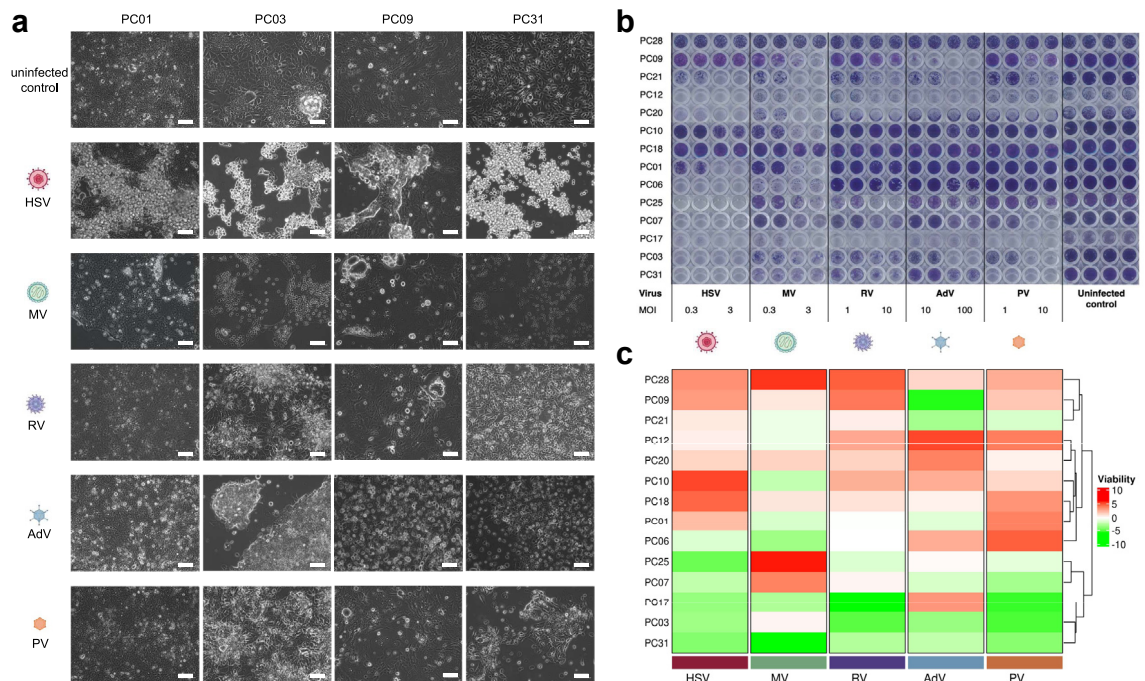 a
PC01 PC03 PC09 PC31
uninfected
control
HSV
MV
RV
AdV
PV
b
PC28
PC09
PC21
PC12
PC20
PC10
PC18
PC01
PC06
PC25
PC07
PC17
PC03
PC31
Virus HSV MV RV AdV PV Uninfected
control
MOI 0.3 3 0.3 3 1 10 10 100 1 10
c
PC28
PC09
PC21
PC12
PC20
PC10
PC18
PC01
PC06
PC25
PC07
PC17
PC03
PC31
Viability
10
5
0
-5
-10
HSV MV RV AdV PV